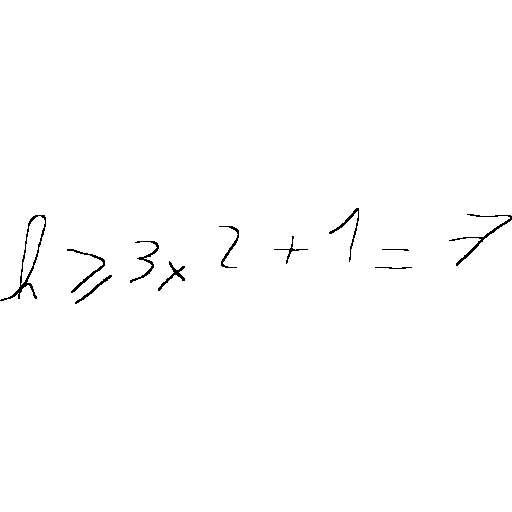 h ⩾ 3 × 2 + 1 = 7